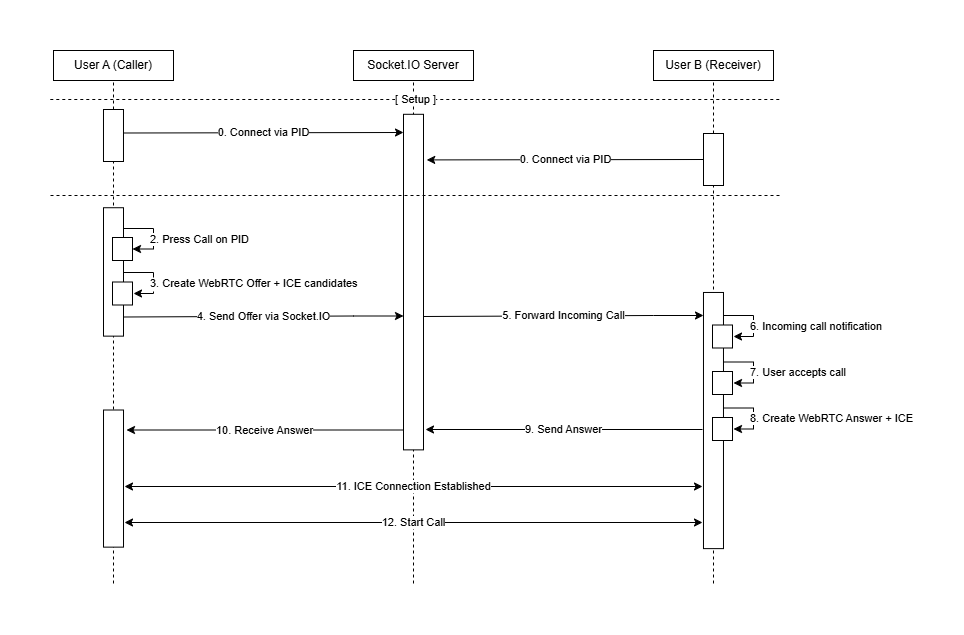 User A (Caller)
Socket.IO Server
User B (Receiver)
[ Setup ]
0. Connect via PID
0. Connect via PID
2. Press Call on PID
3. Create WebRTC Offer + ICE candidates
4. Send Offer via Socket.IO
5. Forward Incoming Call
6. Incoming call notification
7. User accepts call
8. Create WebRTC Answer + ICE
9. Send Answer
10. Receive Answer
11. ICE Connection Established
12. Start Call